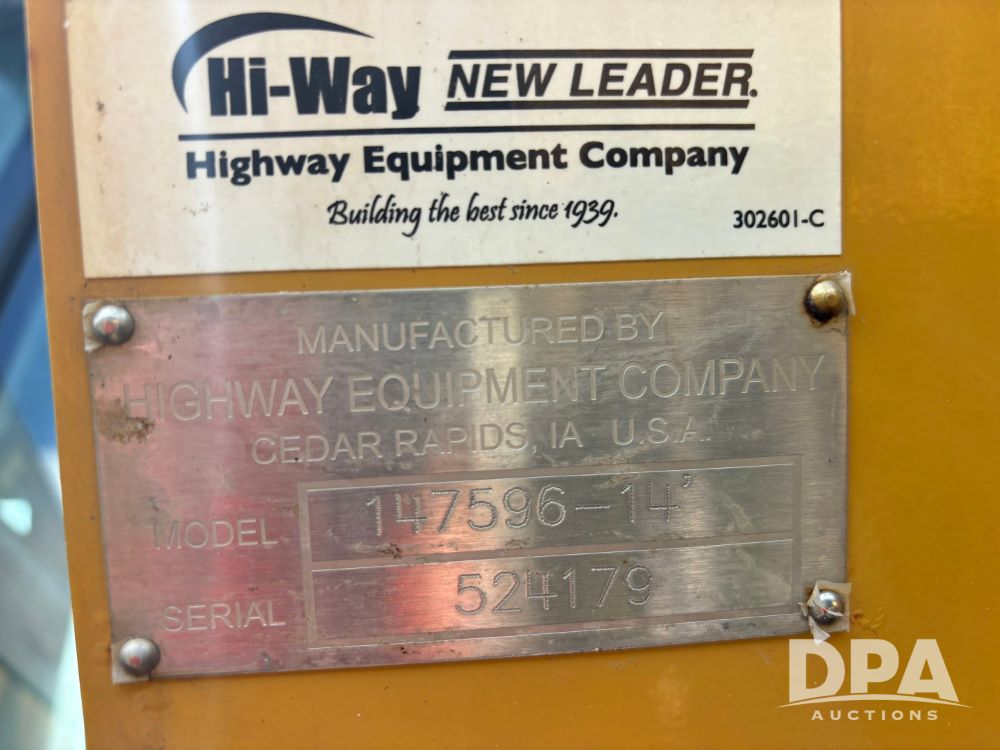 Hi-Way NEW LEADER.
Highway Equipment Company
Building the best since 1939.
302601-C
MANUFACTURED BY
HIGHWAY EQUIPMENT COMPANY
CEDAR RAPIDS, IA U.S.A.
MODEL 147596-14'
SERIAL 524179
DPA
AUCTIONS